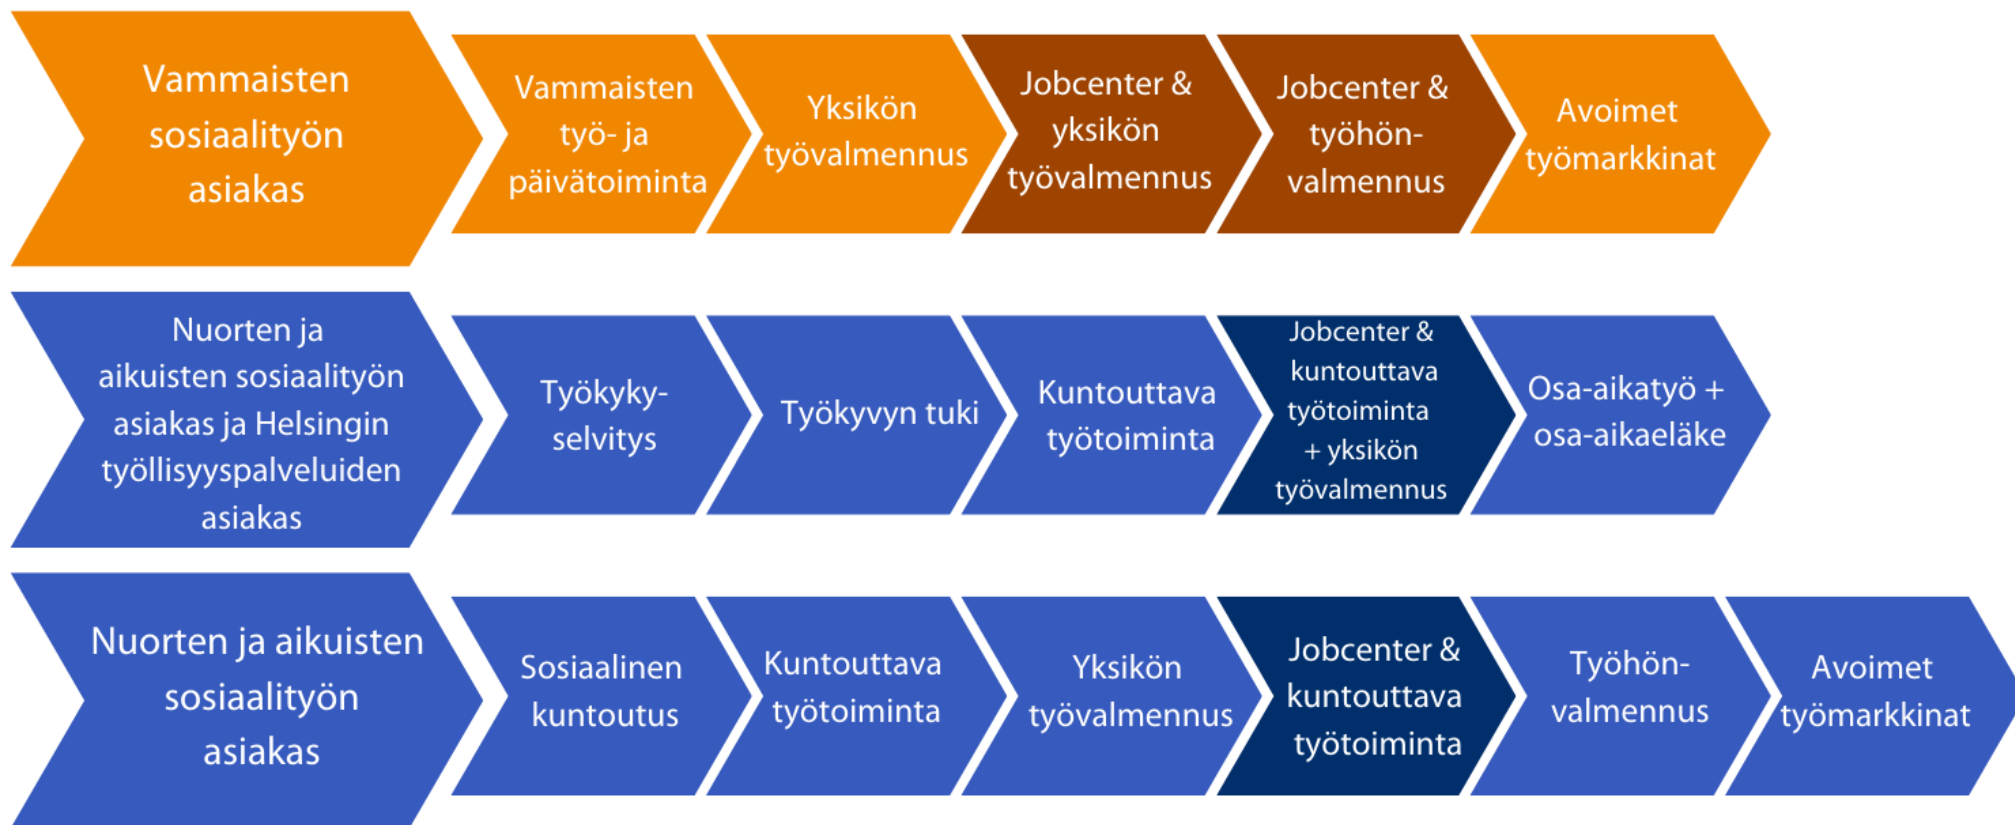 Vammaisten
sosiaalityön
asiakas
Vammaisten
työ- ja
päivätoiminta
Yksikön
työvalmennus
Jobcenter &
yksikön
työvalmennus
Jobcenter &
työhön-
valmennus
Avoimet
työmarkkinat
Nuorten ja
aikuisten sosiaalityön
asiakas ja Helsingin
työllisyyspalveluiden
asiakas
Työkyky-
selvitys
Työkyvyn tuki
Kuntouttava
työtoiminta
Jobcenter &
kuntouttava
työtoiminta
+ yksikön
työvalmennus
Osa-aikatyö +
osa-aikaeläke
Nuorten ja aikuisten
sosiaalityön
asiakas
Sosiaalinen
kuntoutus
Kuntouttava
työtoiminta
Yksikön
työvalmennus
Jobcenter &
kuntouttava
työtoiminta
Työhön-
valmennus
Avoimet
työmarkkinat